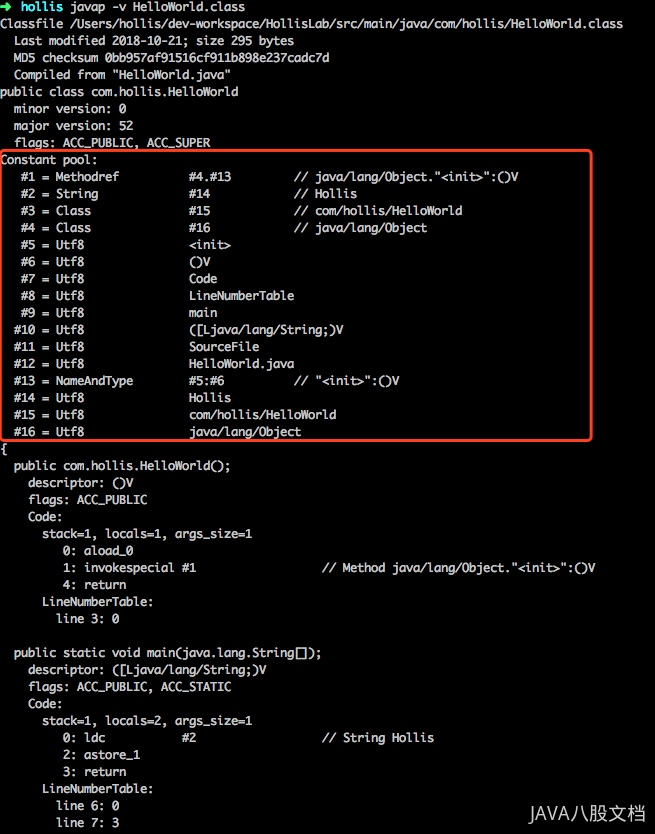 ➜ hollis javap -v HelloWorld.class
Classfile /Users/hollis/dev-workspace/HollisLab/src/main/java/com/hollis/HelloWorld.class
  Last modified 2018-10-21; size 295 bytes
  MD5 checksum 0bb957af91516cf911b898e237cadc7d
  Compiled from "HelloWorld.java"
public class com.hollis.HelloWorld
  minor version: 0
  major version: 52
  flags: ACC_PUBLIC, ACC_SUPER
Constant pool:
   #1 = Methodref          #4.#13         // java/lang/Object."<init>":()V
   #2 = String             #14            // Hollis
   #3 = Class              #15            // com/hollis/HelloWorld
   #4 = Class              #16            // java/lang/Object
   #5 = Utf8               <init>
   #6 = Utf8               ()V
   #7 = Utf8               Code
   #8 = Utf8               LineNumberTable
   #9 = Utf8               main
  #10 = Utf8               ([Ljava/lang/String;)V
  #11 = Utf8               SourceFile
  #12 = Utf8               HelloWorld.java
  #13 = NameAndType        #5:#6          // "<init>":()V
  #14 = Utf8               Hollis
  #15 = Utf8               com/hollis/HelloWorld
  #16 = Utf8               java/lang/Object
{
  public com.hollis.HelloWorld();
    descriptor: ()V
    flags: ACC_PUBLIC
    Code:
      stack=1, locals=1, args_size=1
         0: aload_0
         1: invokespecial #1                  // Method java/lang/Object."<init>":()V
         4: return
      LineNumberTable:
        line 3: 0

  public static void main(java.lang.String[]);
    descriptor: ([Ljava/lang/String;)V
    flags: ACC_PUBLIC, ACC_STATIC
    Code:
      stack=1, locals=2, args_size=1
         0: ldc           #2                  // String Hollis
         2: astore_1
         3: return
      LineNumberTable:
        line 6: 0
        line 7: 3
JAVA八股文档